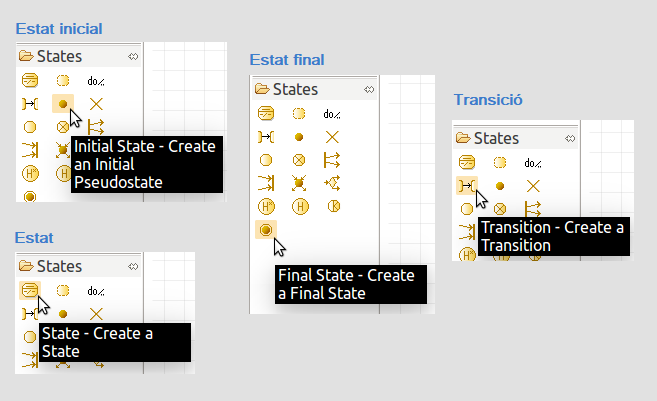 Estat inicial
States
do⁄.
Initial State - Create
an Initial
Pseudostate
H*
H
Estat final
States
do⁄.
H*
H
Final State - Create
a Final State
Transició
States
do⁄.
Transition - Create a
Transition
Estat
States
do⁄.
State - Create a
State